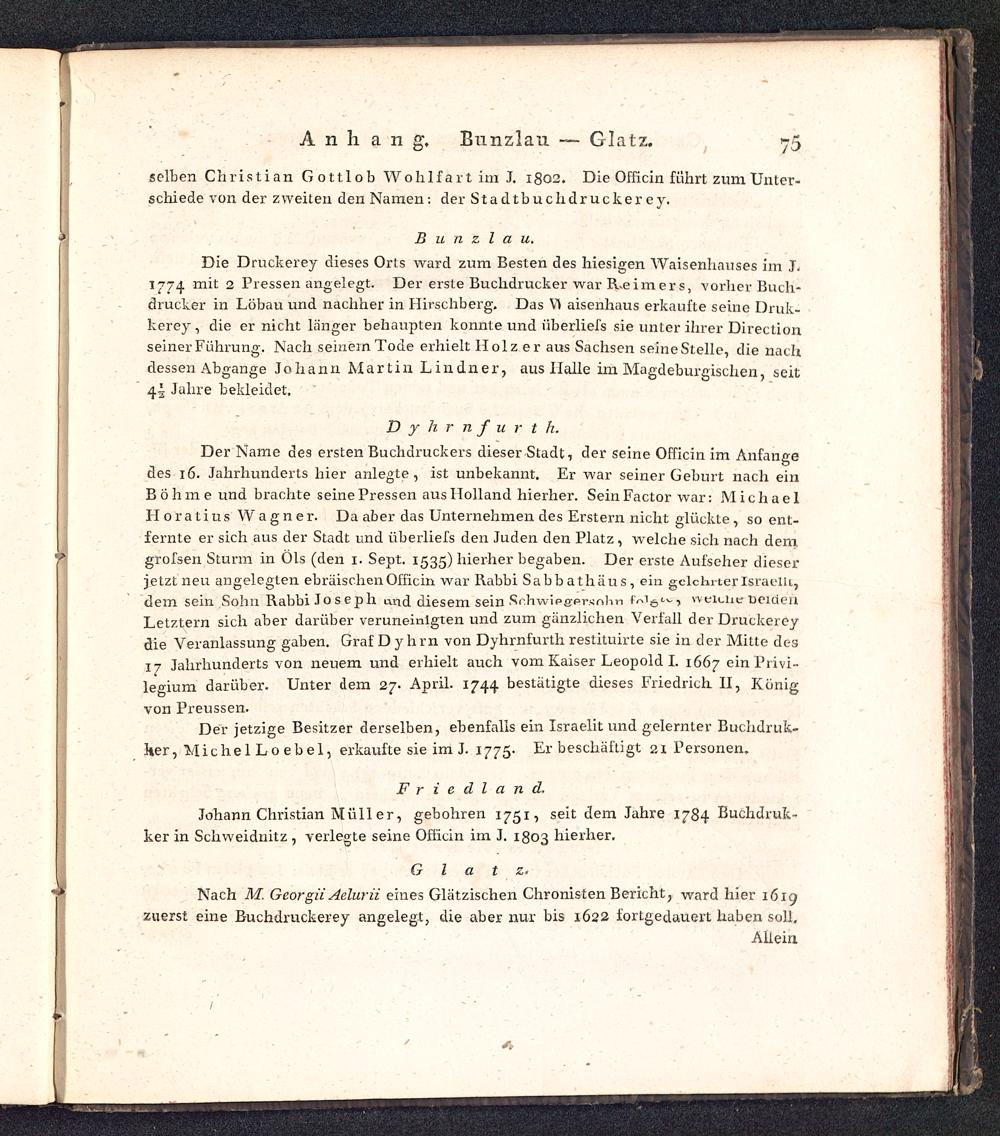 Anhang. Bunzlau — Glatz. 75
selben Christian Gottlob Wohlfart im J. 1802. Die Officin führt zum Unter-
schiede von der zweiten den Namen: der Stadtbuchdruckerey.
Bunzlau.
Die Druckerey dieses Orts ward zum Besten des hiesigen Waisenhauses im J.
1774 mit 2 Pressen angelegt. Der erste Buchdrucker war Reimers, vorher Buch-
drucker in Löbau und nachher in Hirschberg. Das Waisenhaus erkaufte seine Druk-
kerey, die er nicht länger behaupten konnte und überliefs sie unter ihrer Direction
seiner Führung. Nach seinem Tode erhielt Holzer aus Sachsen seine Stelle, die nach
dessen Abgange Johann Martin Lindner, aus Halle im Magdeburgischen, seit
4½ Jahre bekleidet.
Dyhrnfurth.
Der Name des ersten Buchdruckers dieser Stadt, der seine Officin im Anfange
des 16. Jahrhunderts hier anlegte, ist unbekannt. Er war seiner Geburt nach ein
Böhme und brachte seine Pressen aus Holland hierher. Sein Factor war: Michael
Horatius Wagner. Da aber das Unternehmen des Erstern nicht glückte, so ent-
fernte er sich aus der Stadt und überliefs den Juden den Platz, welche sich nach dem
grofsen Sturm in Öls (den 1. Sept. 1535) hierher begaben. Der erste Aufseher dieser
jetzt neu angelegten ebräischen Officin war Rabbi Sabbathäus, ein gelehrter Israelit,
dem sein Sohn Rabbi Joseph und diesem sein Schwiegersohn folgte, welche beiden
Letztern sich aber darüber veruneinigten und zum gänzlichen Verfall der Druckerey
die Veranlassung gaben. Graf Dyhrn von Dyhrnfurth restituirte sie in der Mitte des
17 Jahrhunderts von neuem und erhielt auch vom Kaiser Leopold I. 1667 ein Privi-
legium darüber. Unter dem 27. April. 1744 bestätigte dieses Friedrich II, König
von Preussen.
Der jetzige Besitzer derselben, ebenfalls ein Israelit und gelernter Buchdruk-
ker, Michel Loebel, erkaufte sie im J. 1775. Er beschäftigt 21 Personen.
Friedland.
Johann Christian Müller, gebohren 1751, seit dem Jahre 1784 Buchdruk-
ker in Schweidnitz, verlegte seine Officin im J. 1803 hierher.
Glatz.
Nach M. Georgii Aelurii eines Glätzischen Chronisten Bericht, ward hier 1619
zuerst eine Buchdruckerey angelegt, die aber nur bis 1622 fortgedauert haben soll.
Allein